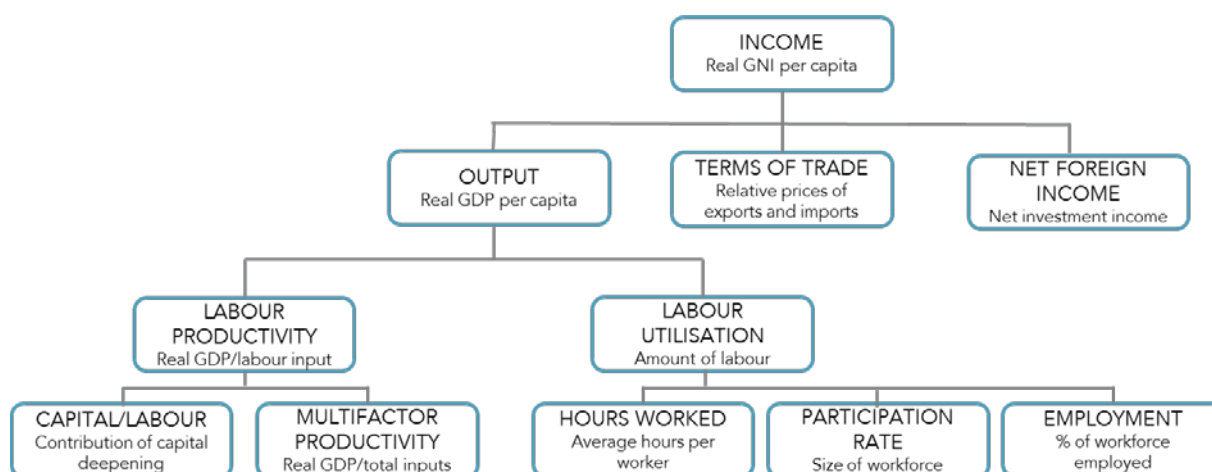 INCOME
Real GNI per capita
OUTPUT
Real GDP per capita
TERMS OF TRADE
Relative prices of
exports and imports
NET FOREIGN
INCOME
Net investment income
LABOUR
PRODUCTIVITY
Real GDP/labour input
LABOUR
UTILISATION
Amount of labour
CAPITAL/LABOUR
Contribution of capital
deepening
MULTIFACTOR
PRODUCTIVITY
Real GDP/total inputs
HOURS WORKED
Average hours per
worker
PARTICIPATION
RATE
Size of workforce
EMPLOYMENT
% of workforce
employed